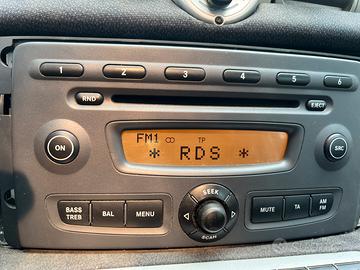 1 2 3 4 5 6
RND EJECT
FM1 TP
* RDS *
ON SRC
SEEK
BASS TREB BAL MENU MUTE TA AM FM
SCAN